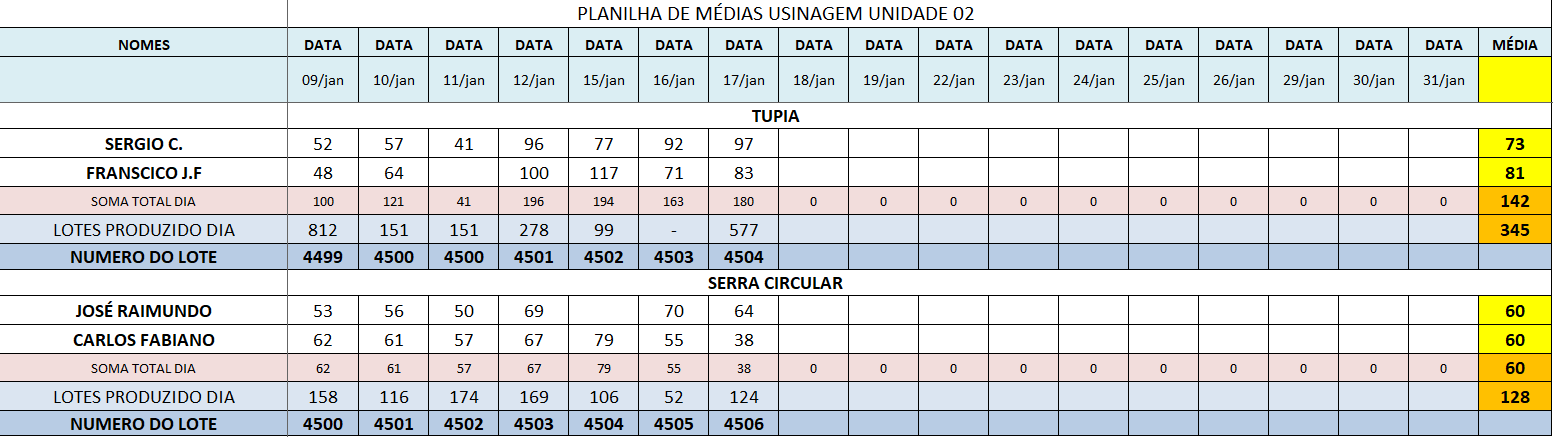 PLANILHA DE MÉDIAS USINAGEM UNIDADE 02
NOMES DATA DATA DATA DATA DATA DATA DATA DATA DATA DATA DATA DATA DATA DATA DATA DATA DATA MÉDIA
09/jan 10/jan 11/jan 12/jan 15/jan 16/jan 17/jan 18/jan 19/jan 22/jan 23/jan 24/jan 25/jan 26/jan 29/jan 30/jan 31/jan
TUPIA
SERGIO C. 52 57 41 96 77 92 97 73
FRANSCICO J.F 48 64 100 117 71 83 81
SOMA TOTAL DIA 100 121 41 196 194 163 180 0 0 0 0 0 0 0 0 0 0 142
LOTES PRODUZIDO DIA 812 151 151 278 99 - 577 345
NUMERO DO LOTE 4499 4500 4500 4501 4502 4503 4504
SERRA CIRCULAR
JOSÉ RAIMUNDO 53 56 50 69 70 64 60
CARLOS FABIANO 62 61 57 67 79 55 38 60
SOMA TOTAL DIA 62 61 57 67 79 55 38 0 0 0 0 0 0 0 0 0 0 60
LOTES PRODUZIDO DIA 158 116 174 169 106 52 124 128
NUMERO DO LOTE 4500 4501 4502 4503 4504 4505 4506